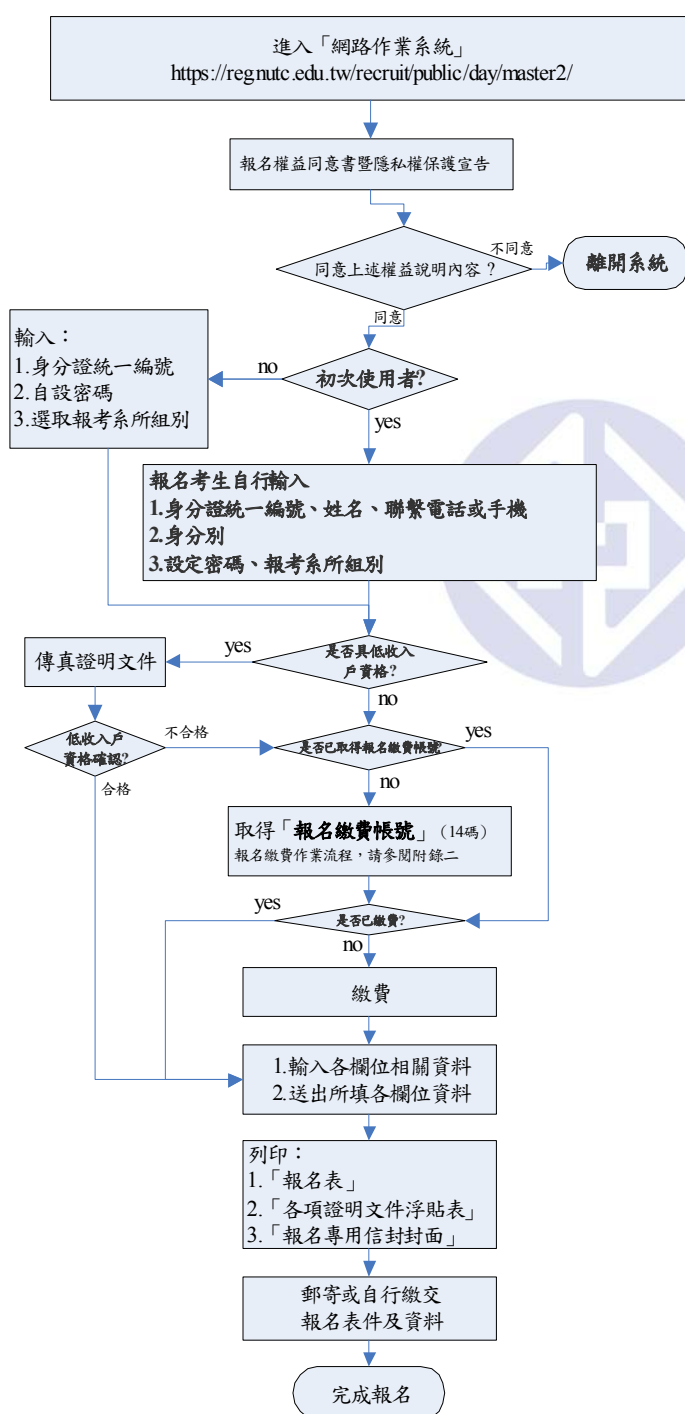 進入「網路作業系統」
https://regnutc.edu.tw/recruit/public/day/master2/
報名權益同意書暨隱私權保護宣告
同意上述權益說明內容？
不同意
離開系統
同意
輸入：
1.身分證統一編號
2.自設密碼
3.選取報考系所組別
no
初次使用者?
yes
報名考生自行輸入
1.身分證統一編號、姓名、聯繫電話或手機
2.身分別
3.設定密碼、報考系所組別
傳真證明文件
yes
是否具低收入
戶資格?
no
低收入戶
資格確認?
不合格
是否已取得報名繳費帳號?
yes
合格
no
取得「報名繳費帳號」（14碼）
報名繳費作業流程，請參閱附錄二
yes
是否已繳費?
no
繳費
1.輸入各欄位相關資料
2.送出所填各欄位資料
列印：
1.「報名表」
2.「各項證明文件浮貼表」
3.「報名專用信封封面」
郵寄或自行繳交
報名表件及資料
完成報名